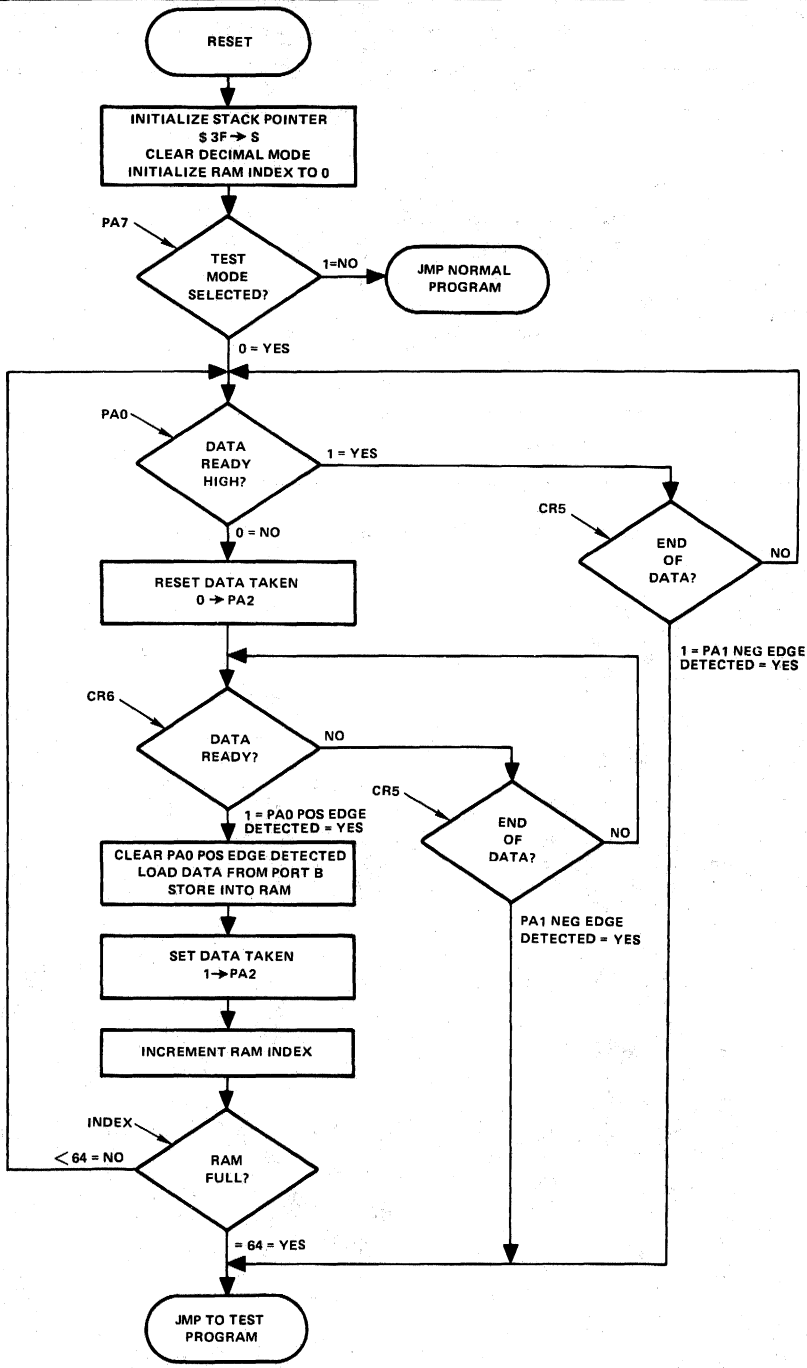 RESET
INITIALIZE STACK POINTER
$ 3F → S
CLEAR DECIMAL MODE
INITIALIZE RAM INDEX TO 0
PA7
TEST
MODE
SELECTED?
1=NO
JMP NORMAL
PROGRAM
0 = YES
PA0
DATA
READY
HIGH?
1 = YES
CR5
END
OF
DATA?
NO
0 = NO
RESET DATA TAKEN
0 → PA2
1 = PA1 NEG EDGE
DETECTED = YES
CR6
DATA
READY?
NO
CR5
END
OF
DATA?
NO
1 = PA0 POS EDGE
DETECTED = YES
CLEAR PA0 POS EDGE DETECTED
LOAD DATA FROM PORT B
STORE INTO RAM
PA1 NEG EDGE
DETECTED = YES
SET DATA TAKEN
1→PA2
INCREMENT RAM INDEX
INDEX
RAM
FULL?
< 64 = NO
= 64 = YES
JMP TO TEST
PROGRAM